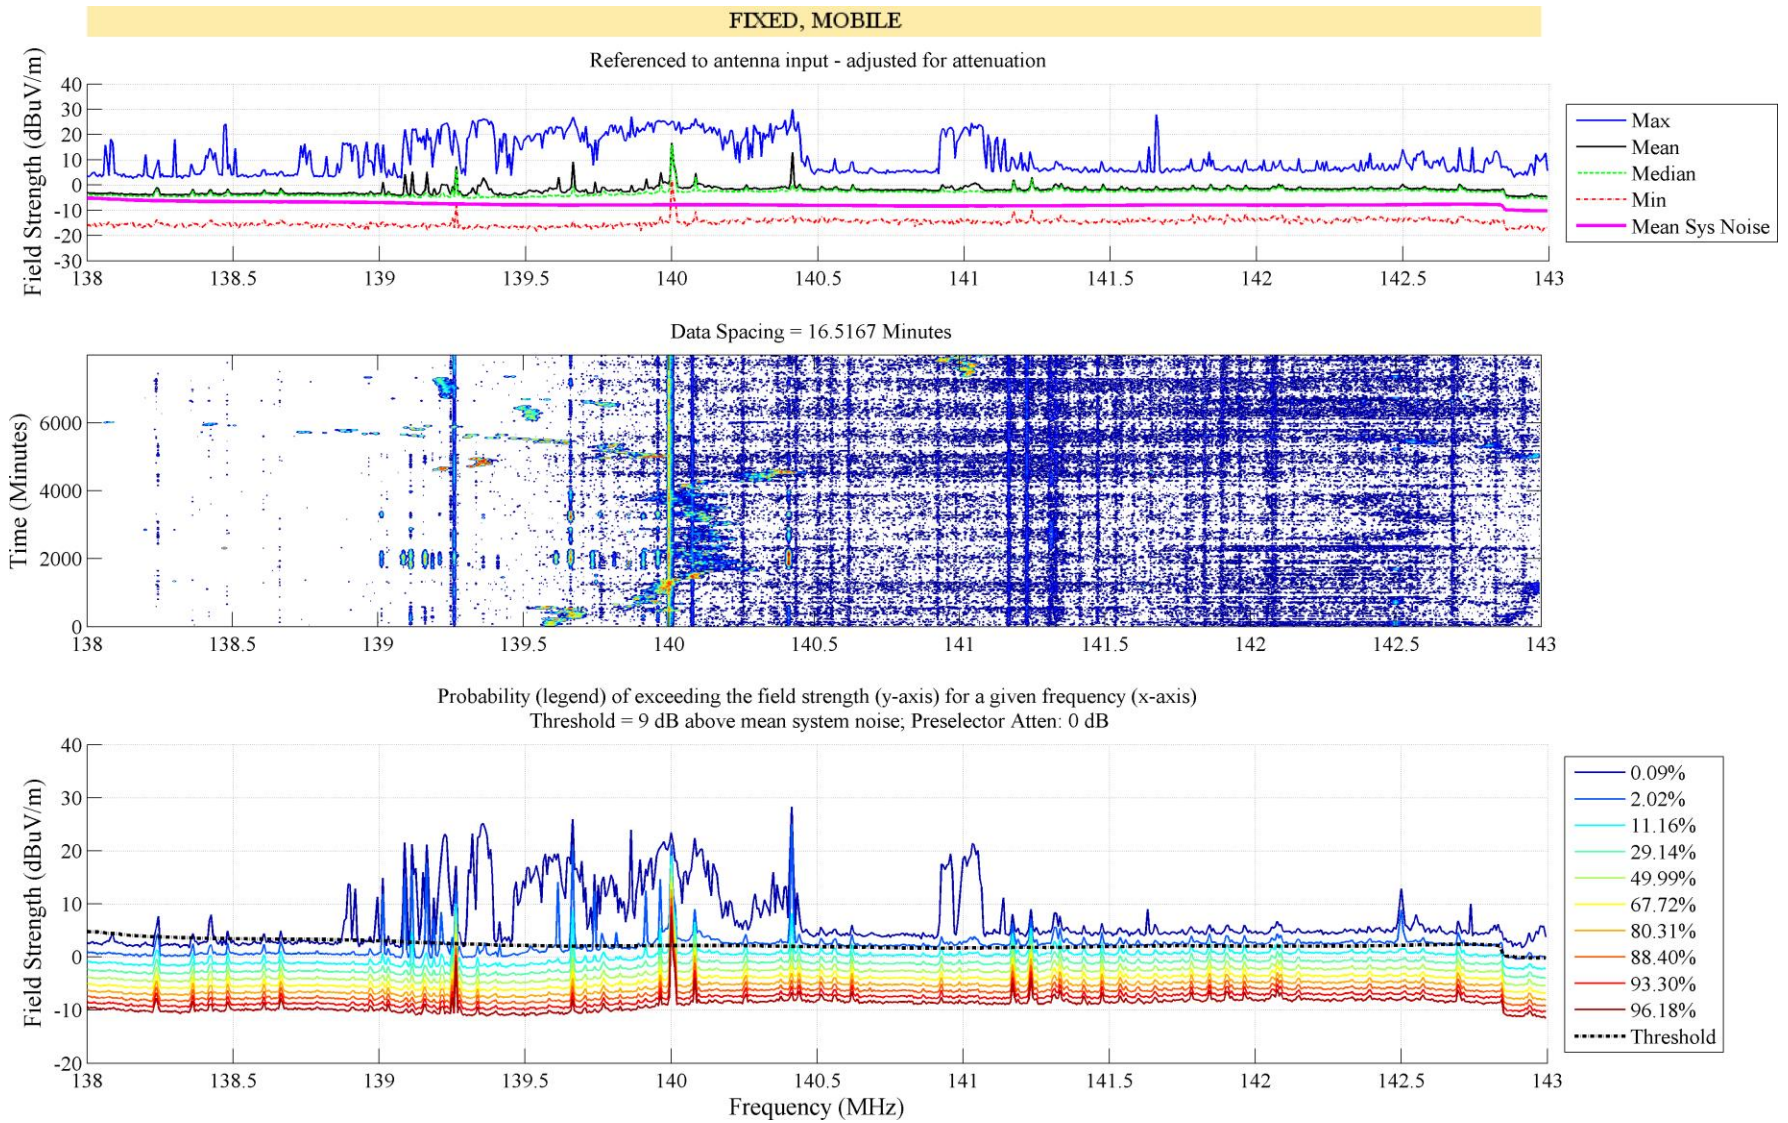 FIXED, MOBILE
Referenced to antenna input - adjusted for attenuation
Field Strength (dBuV/m)
40
30
20
10
0
-10
-20
-30
138 138.5 139 139.5 140 140.5 141 141.5 142 142.5 143
Max
Mean
Median
Min
Mean Sys Noise
Data Spacing = 16.5167 Minutes
Time (Minutes)
6000
4000
2000
0
138 138.5 139 139.5 140 140.5 141 141.5 142 142.5 143
Probability (legend) of exceeding the field strength (y-axis) for a given frequency (x-axis)
Threshold = 9 dB above mean system noise; Preselector Atten: 0 dB
Field Strength (dBuV/m)
40
30
20
10
0
-10
-20
138 138.5 139 139.5 140 140.5 141 141.5 142 142.5 143
Frequency (MHz)
0.09%
2.02%
11.16%
29.14%
49.99%
67.72%
80.31%
88.40%
93.30%
96.18%
Threshold